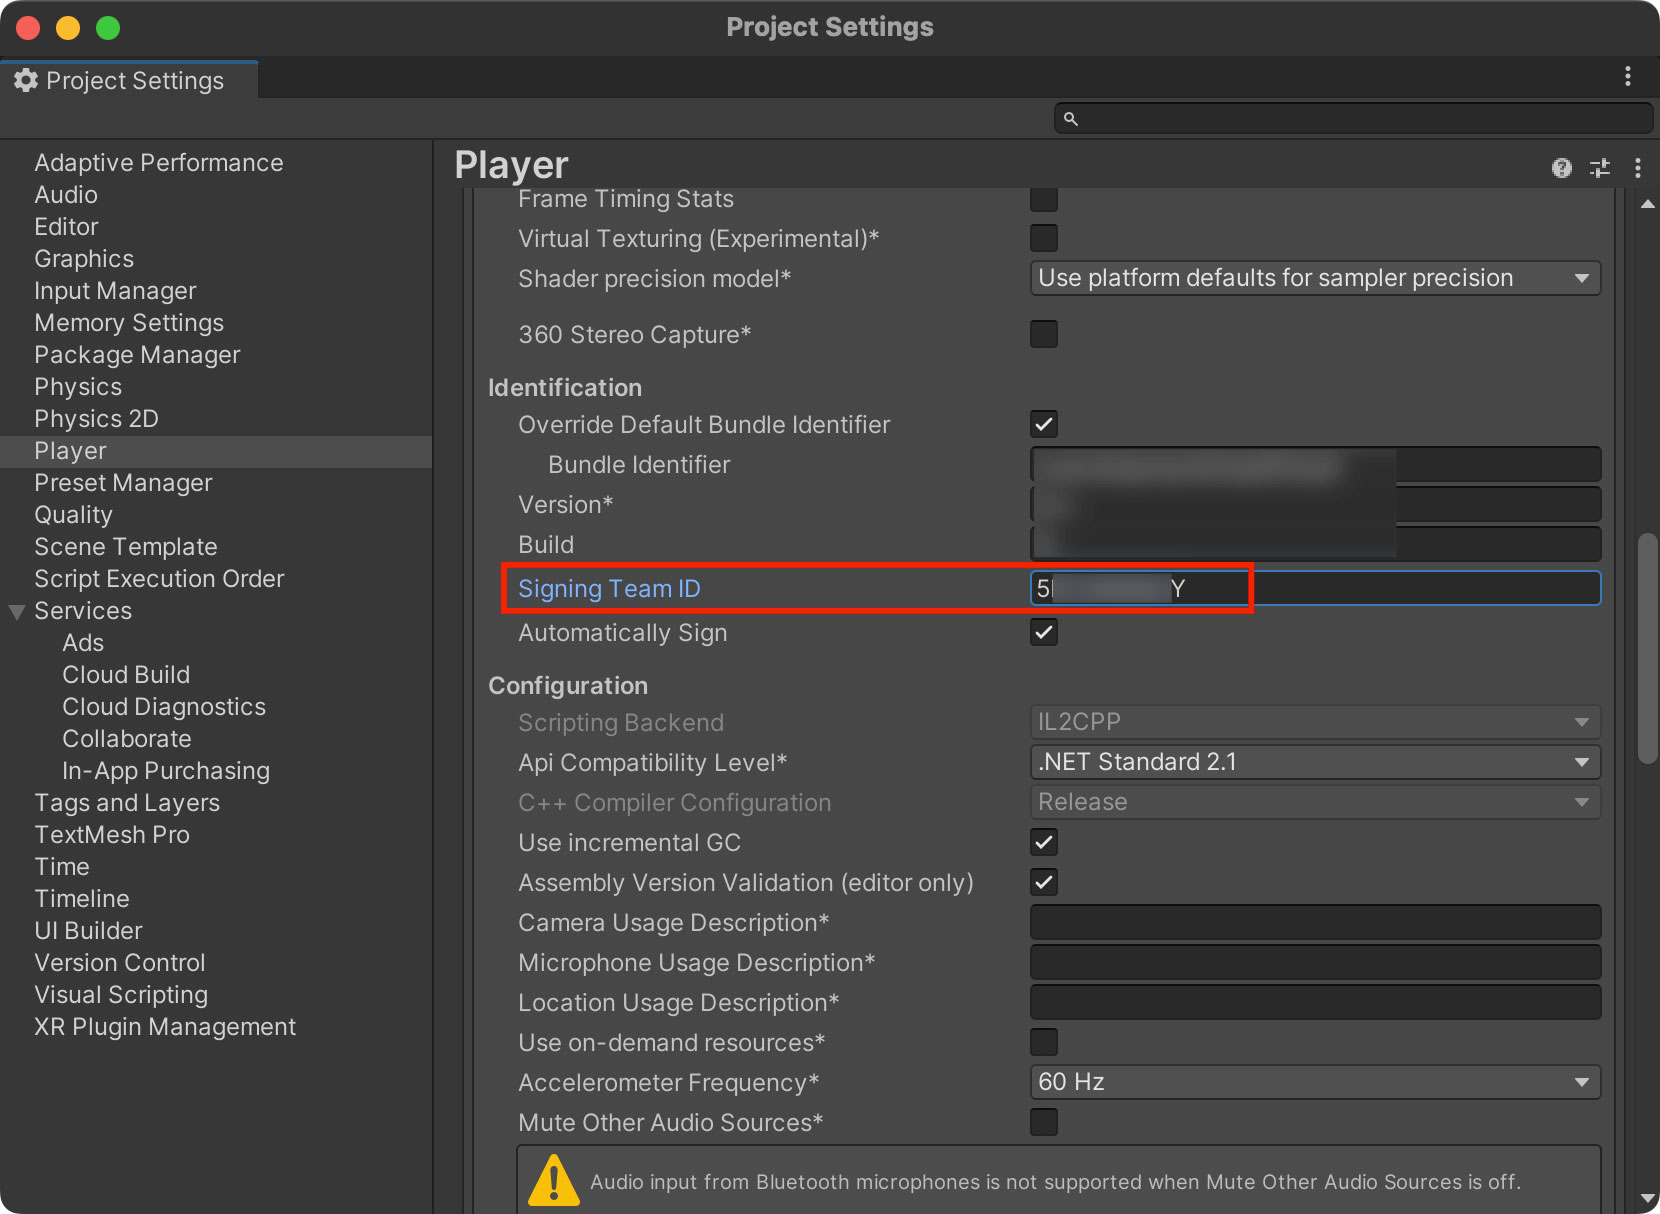 Project Settings
Project Settings
Adaptive Performance
Audio
Editor
Graphics
Input Manager
Memory Settings
Package Manager
Physics
Physics 2D
Player
Preset Manager
Quality
Scene Template
Script Execution Order
Services
Ads
Cloud Build
Cloud Diagnostics
Collaborate
In-App Purchasing
Tags and Layers
TextMesh Pro
Time
Timeline
UI Builder
Version Control
Visual Scripting
XR Plugin Management
Player
Frame Timing Stats
Virtual Texturing (Experimental)*
Shader precision model* Use platform defaults for sampler precision
360 Stereo Capture*
Identification
Override Default Bundle Identifier
Bundle Identifier
Version*
Build
Signing Team ID
Automatically Sign
Configuration
Scripting Backend IL2CPP
Api Compatibility Level* .NET Standard 2.1
C++ Compiler Configuration Release
Use incremental GC
Assembly Version Validation (editor only)
Camera Usage Description*
Microphone Usage Description*
Location Usage Description*
Use on-demand resources*
Accelerometer Frequency* 60 Hz
Mute Other Audio Sources*
Audio input from Bluetooth microphones is not supported when Mute Other Audio Sources is off.